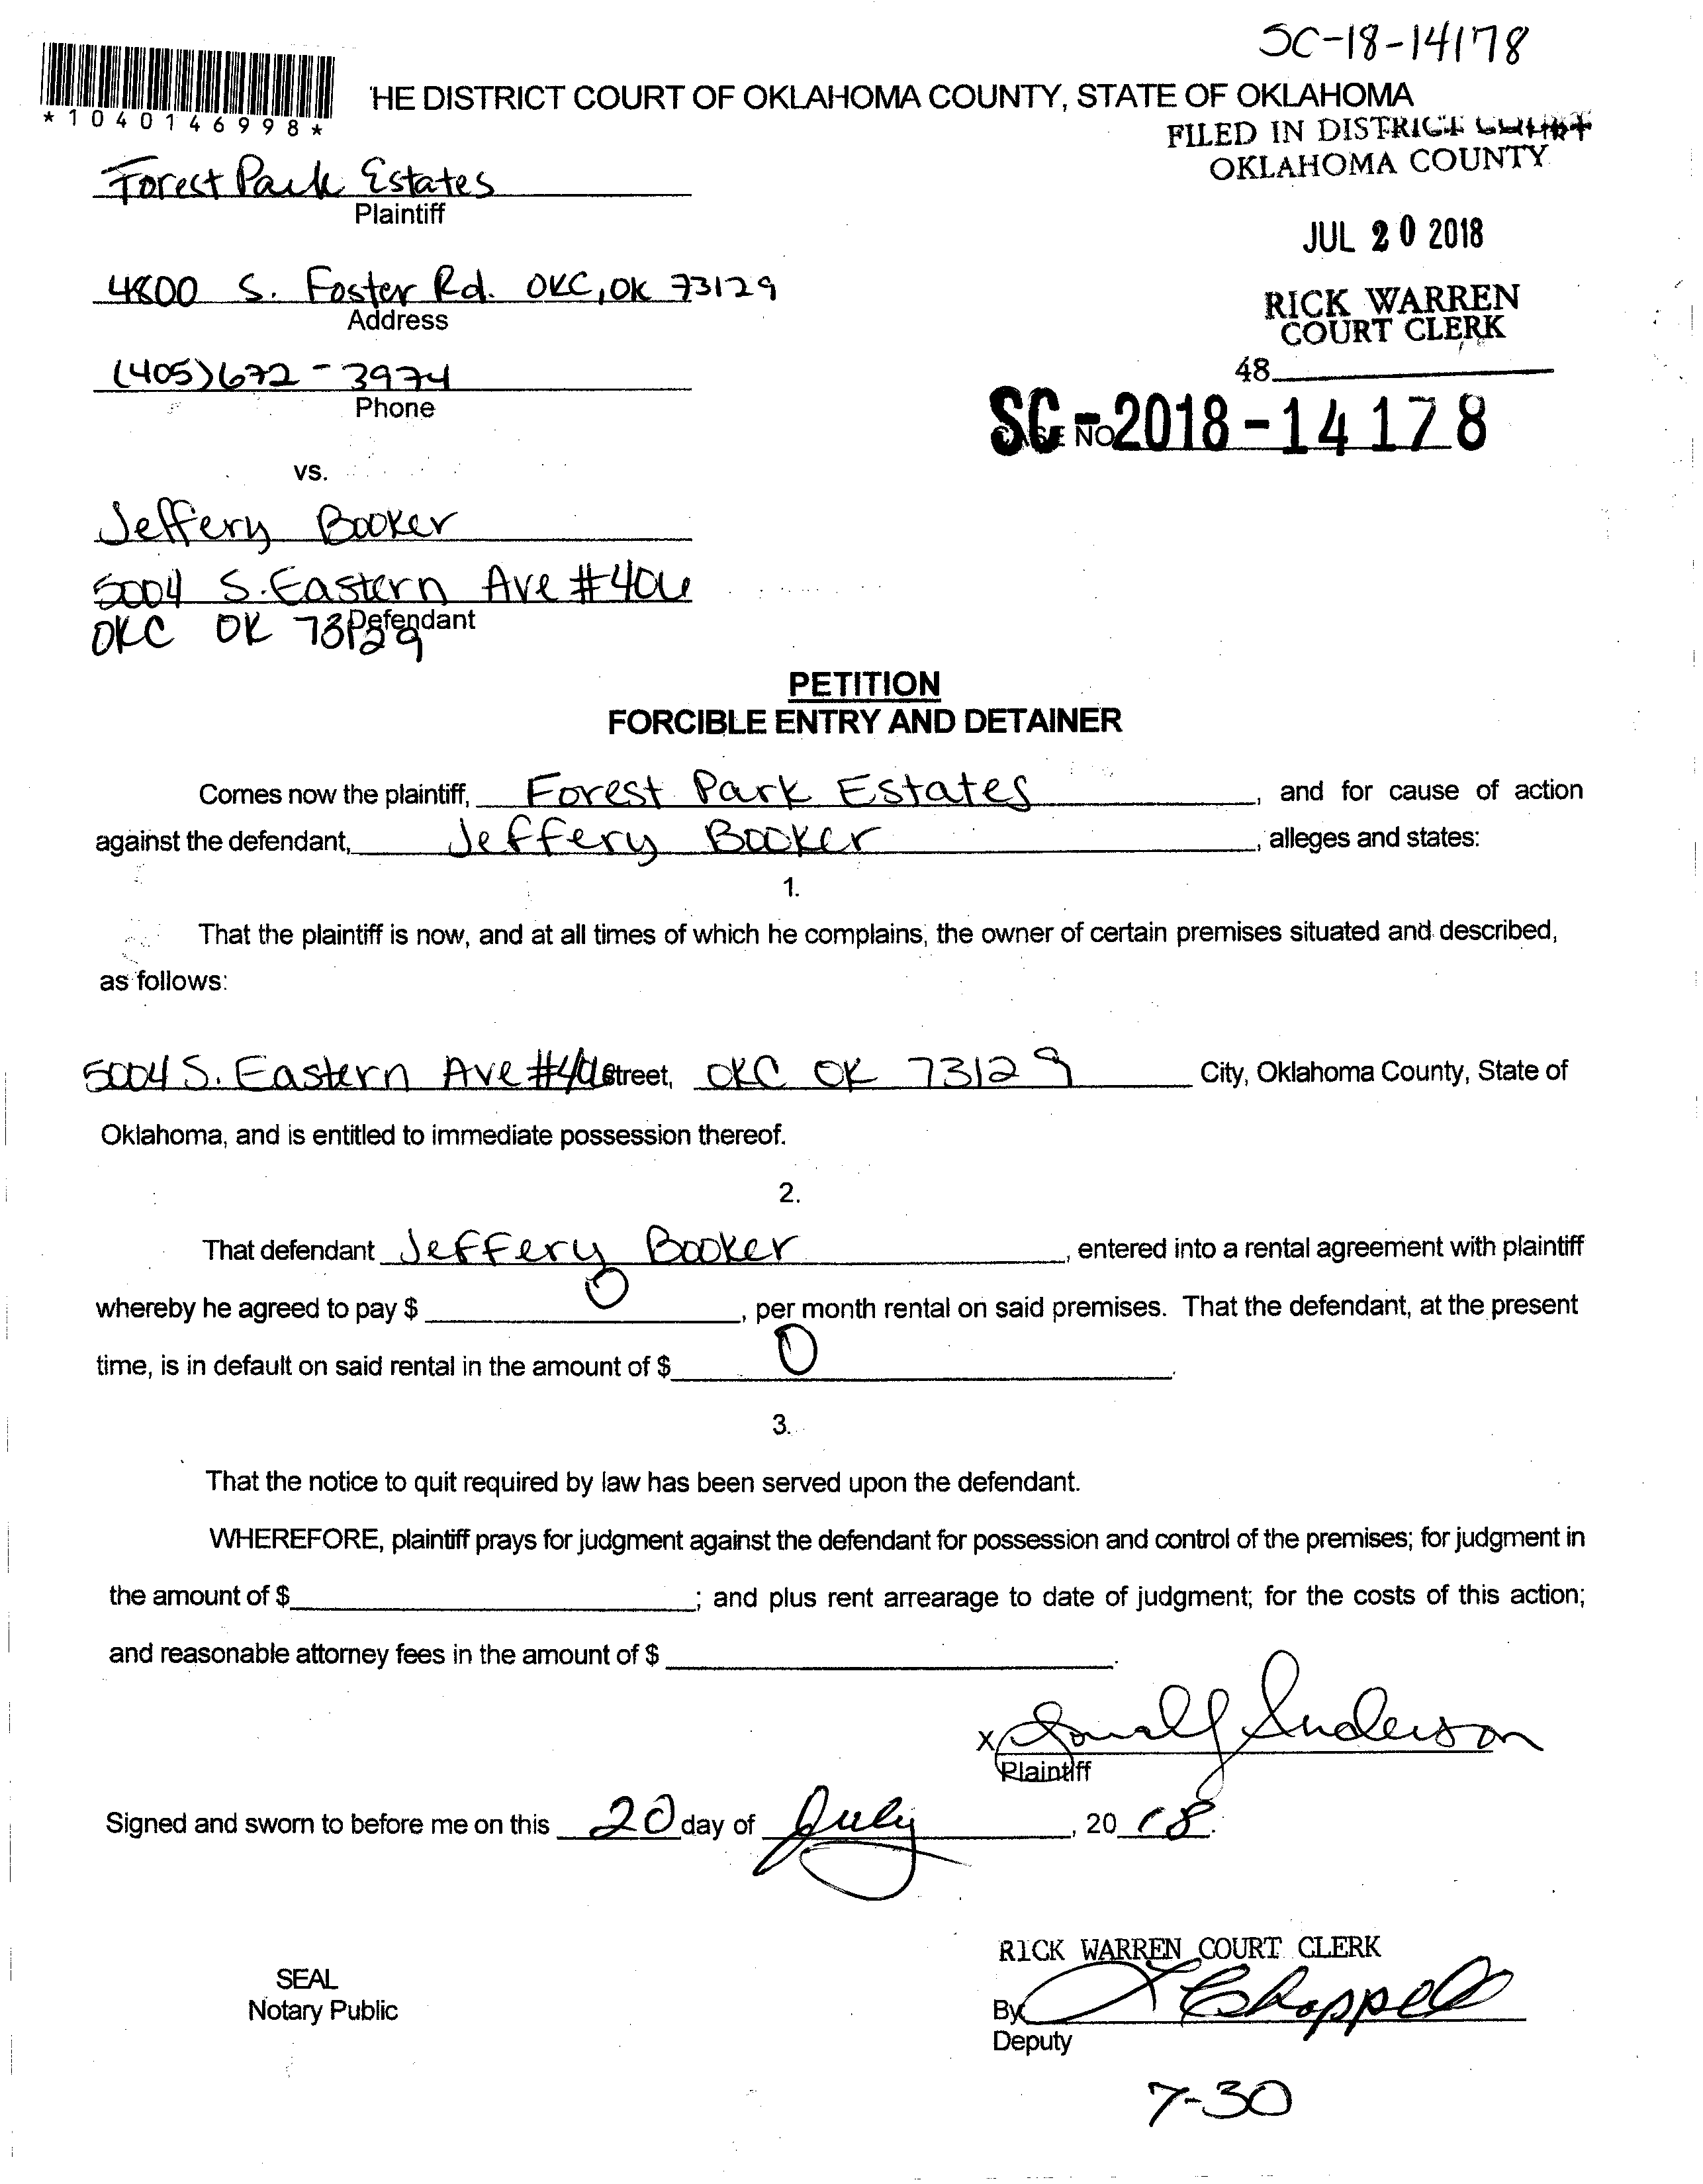 SC-18-14178
HE DISTRICT COURT OF OKLAHOMA COUNTY, STATE OF OKLAHOMA
*1040146998*
FILED IN DISTRICT COURT
OKLAHOMA COUNTY
Forest Park Estates
Plaintiff
JUL 20 2018
4800 S. Foster Rd. OKC, OK 73129
Address
RICK WARREN
COURT CLERK
(405) 672-3974
Phone
48
SC-2018-14178
CASE NO
vs.
Jeffery Booker
5004 S. Eastern Ave #
OKC OK 73129
Defendant
PETITION
FORCIBLE ENTRY AND DETAINER
Comes now the plaintiff, Forest Park Estates, and for cause of action
against the defendant, Jeffery Booker, alleges and states:
1.
That the plaintiff is now, and at all times of which he complains, the owner of certain premises situated and described,
as follows:
5004 S. Eastern Ave # street, OKC OK 73129 City, Oklahoma County, State of
Oklahoma, and is entitled to immediate possession thereof.
2.
That defendant Jeffery Booker, entered into a rental agreement with plaintiff
whereby he agreed to pay $ 0, per month rental on said premises. That the defendant, at the present
time, is in default on said rental in the amount of $ 0.
3.
That the notice to quit required by law has been served upon the defendant.
WHEREFORE, plaintiff prays for judgment against the defendant for possession and control of the premises; for judgment in
the amount of $ ; and plus rent arrearage to date of judgment; for the costs of this action;
and reasonable attorney fees in the amount of $ .
x Anderson
Plaintiff
Signed and sworn to before me on this 20 day of July, 2018.
RICK WARREN COURT CLERK
SEAL
Notary Public
By Chappell
Deputy
7-30